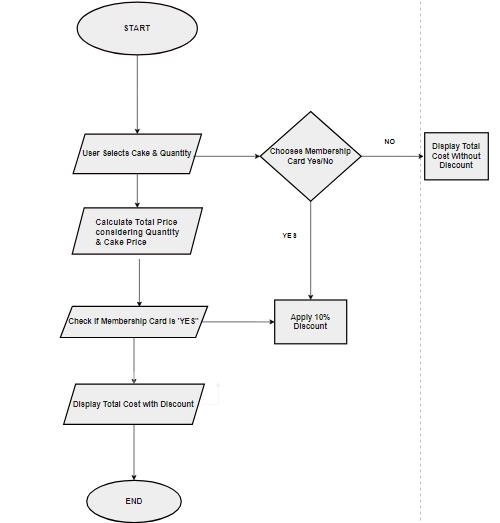 START
User Selects Cake & Quantity
Chooses Membership
Card Yes/No
NO
Display Total
Cost Without
Discount
Calculate Total Price
considering Quantity
& Cake Price
YES
Check if Membership Card is 'YES"
Apply 10%
Discount
Display Total Cost with Discount
END